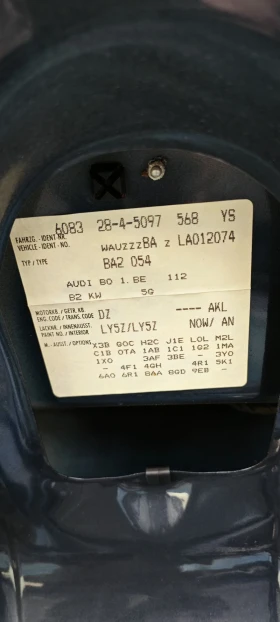 6083 28-4-5097 568 YS
FAHRZG.-IDENT-NR.
VEHICLE-IDENT-NO. WAUZZZ8A Z LA012074
TYP / TYPE BA2 054
AUDI 80 1.8E 112
82 KW 5G
MOTORKB. / GETR. KB
ENG. CODE / TRANS. CODE DZ ---- AKL
LACKNR. / INNENAUSST.
PAINT NO. / INTERIOR LY5Z/LY5Z NOW/ AN
M.-AUSST. / OPTIONS X3B Q0C H2C J1E L0L M2L
C1B 0TA 1AB 1C1 1Q2 1MA
1X0 3AF 3BE - 3Y0
- 4F1 4GH 4R1 5K1
6A0 6R1 8AA 8GD 9EB -